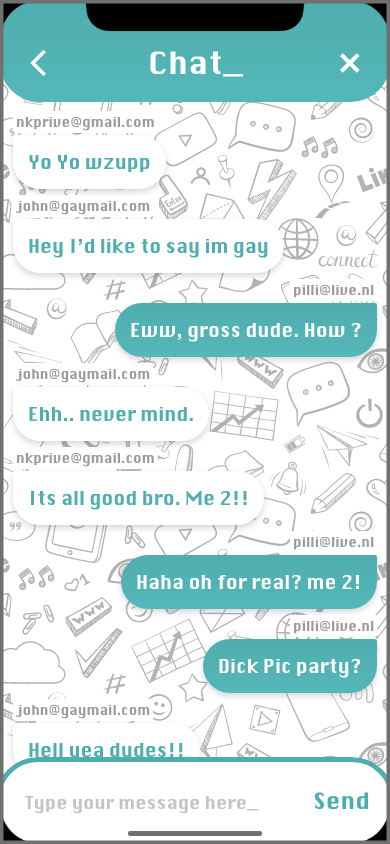 Chat_
nkprive@gmail.com
Yo Yo wzupp
john@gaymail.com
Hey I'd like to say im gay
connect
pilli@live.nl
Eww, gross dude. How ?
john@gaymail.com
Ehh.. never mind.
nkprive@gmail.com
Its all good bro. Me 2!!
pilli@live.nl
Haha oh for real? me 2!
WWW
pilli@live.nl
Dick Pic party?
john@gaymail.com
Hell yea dudes!!
Type your message here_ Send